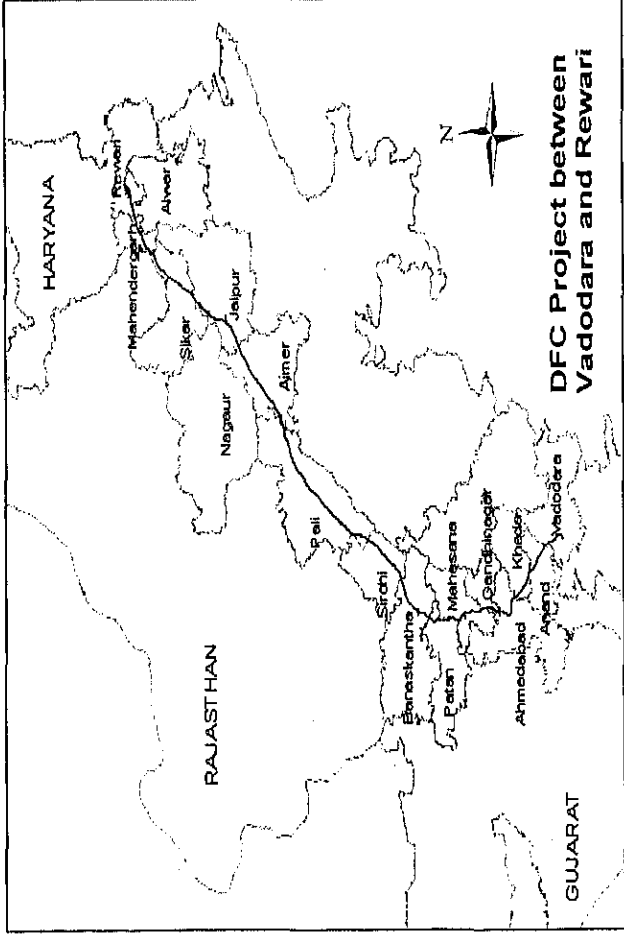 HARYANA
Rewari
Mahendergarh
Alwar
Sikar
Jaipur
Nagaur
Ajmer
RAJASTHAN
Pali
N
Sirohi
Banaskantha
Mahesana
Patan
Gandhinagar
Kheda
Ahmedabad
Vadodara
Anand
GUJARAT
DFC Project between
Vadodara and Rewari